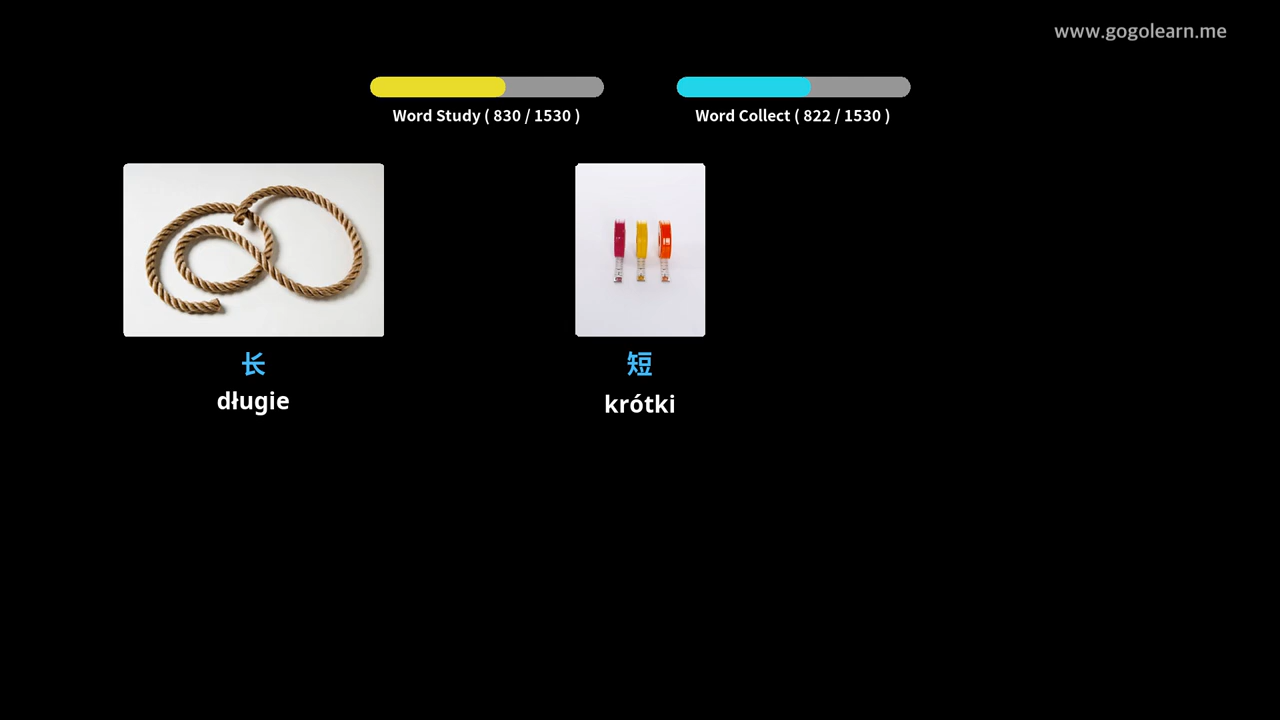 www.gogolearn.me
Word Study ( 830 / 1530 )
Word Collect ( 822 / 1530 )
长
długie
短
krótki